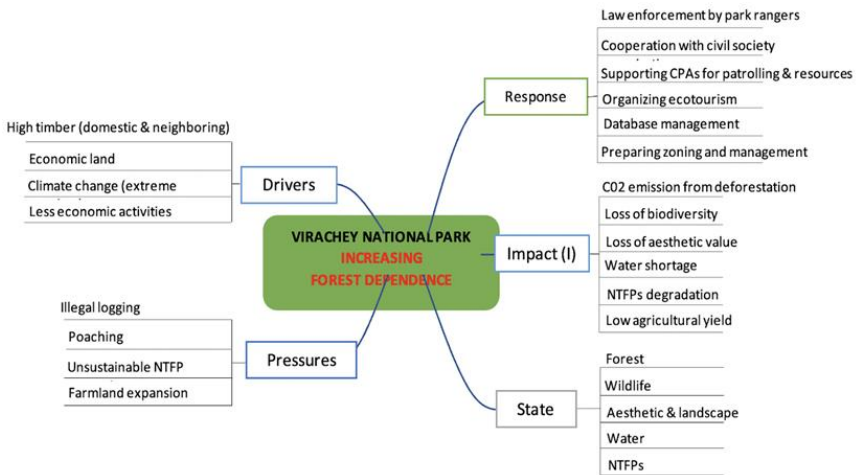 VIRACHEY NATIONAL PARK
INCREASING
FOREST DEPENDENCE
Drivers
High timber (domestic & neighboring)
Economic land
Climate change (extreme
Less economic activities
Pressures
Illegal logging
Poaching
Unsustainable NTFP
Farmland expansion
Response
Law enforcement by park rangers
Cooperation with civil society
Supporting CPAs for patrolling & resources
Organizing ecotourism
Database management
Preparing zoning and management
Impact (I)
C02 emission from deforestation
Loss of biodiversity
Loss of aesthetic value
Water shortage
NTFPs degradation
Low agricultural yield
State
Forest
Wildlife
Aesthetic & landscape
Water
NTFPs